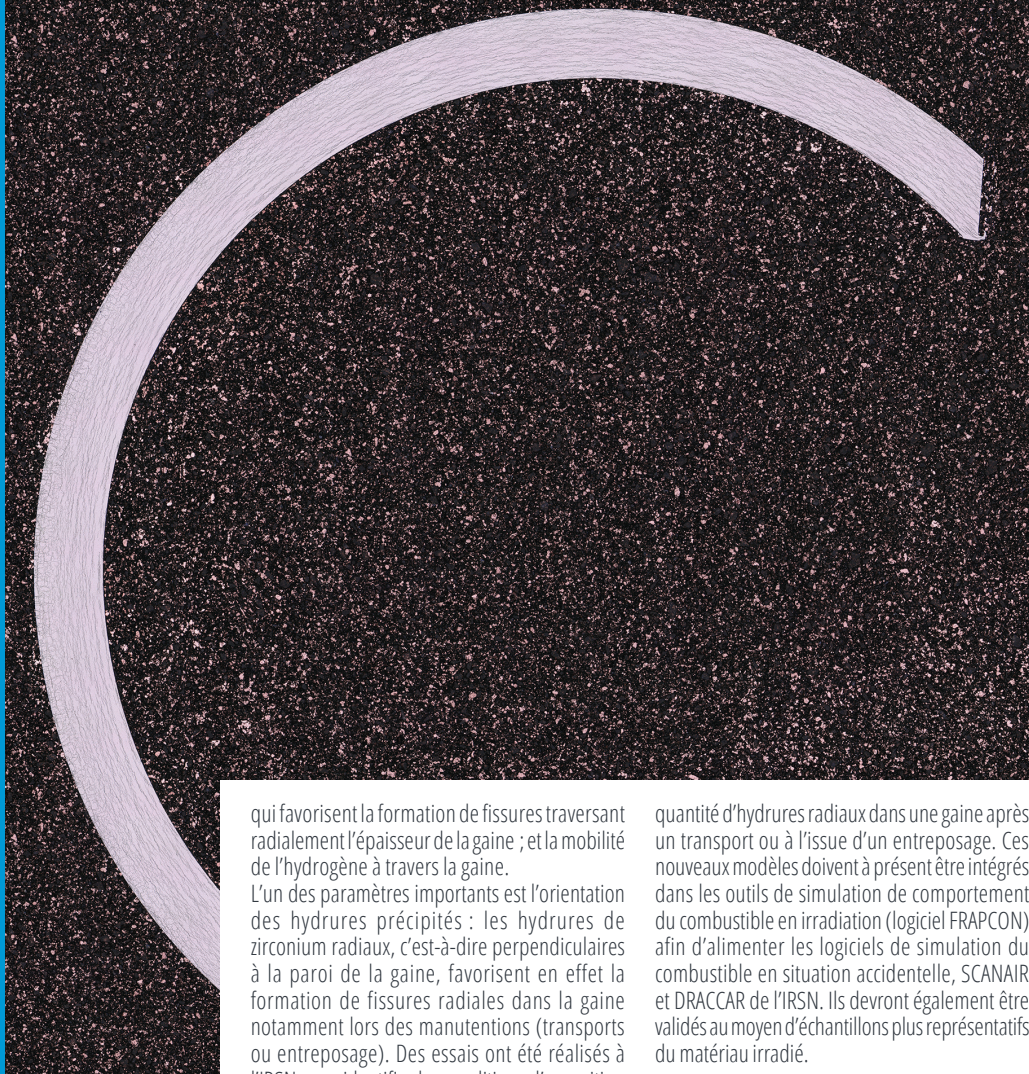 qui favorisent la formation de fissures traversant
radialement l’épaisseur de la gaine ; et la mobilité
de l’hydrogène à travers la gaine.
L’un des paramètres importants est l’orientation
des hydrures précipités : les hydrures de
zirconium radiaux, c’est-à-dire perpendiculaires
à la paroi de la gaine, favorisent en effet la
formation de fissures radiales dans la gaine
notamment lors des manutentions (transports
ou entreposage). Des essais ont été réalisés à
quantité d’hydrures radiaux dans une gaine après
un transport ou à l’issue d’un entreposage. Ces
nouveaux modèles doivent à présent être intégrés
dans les outils de simulation de comportement
du combustible en irradiation (logiciel FRAPCON)
afin d’alimenter les logiciels de simulation du
combustible en situation accidentelle, SCANAIR
et DRACCAR de l’IRSN. Ils devront également être
validés au moyen d’échantillons plus représentatifs
du matériau irradié.